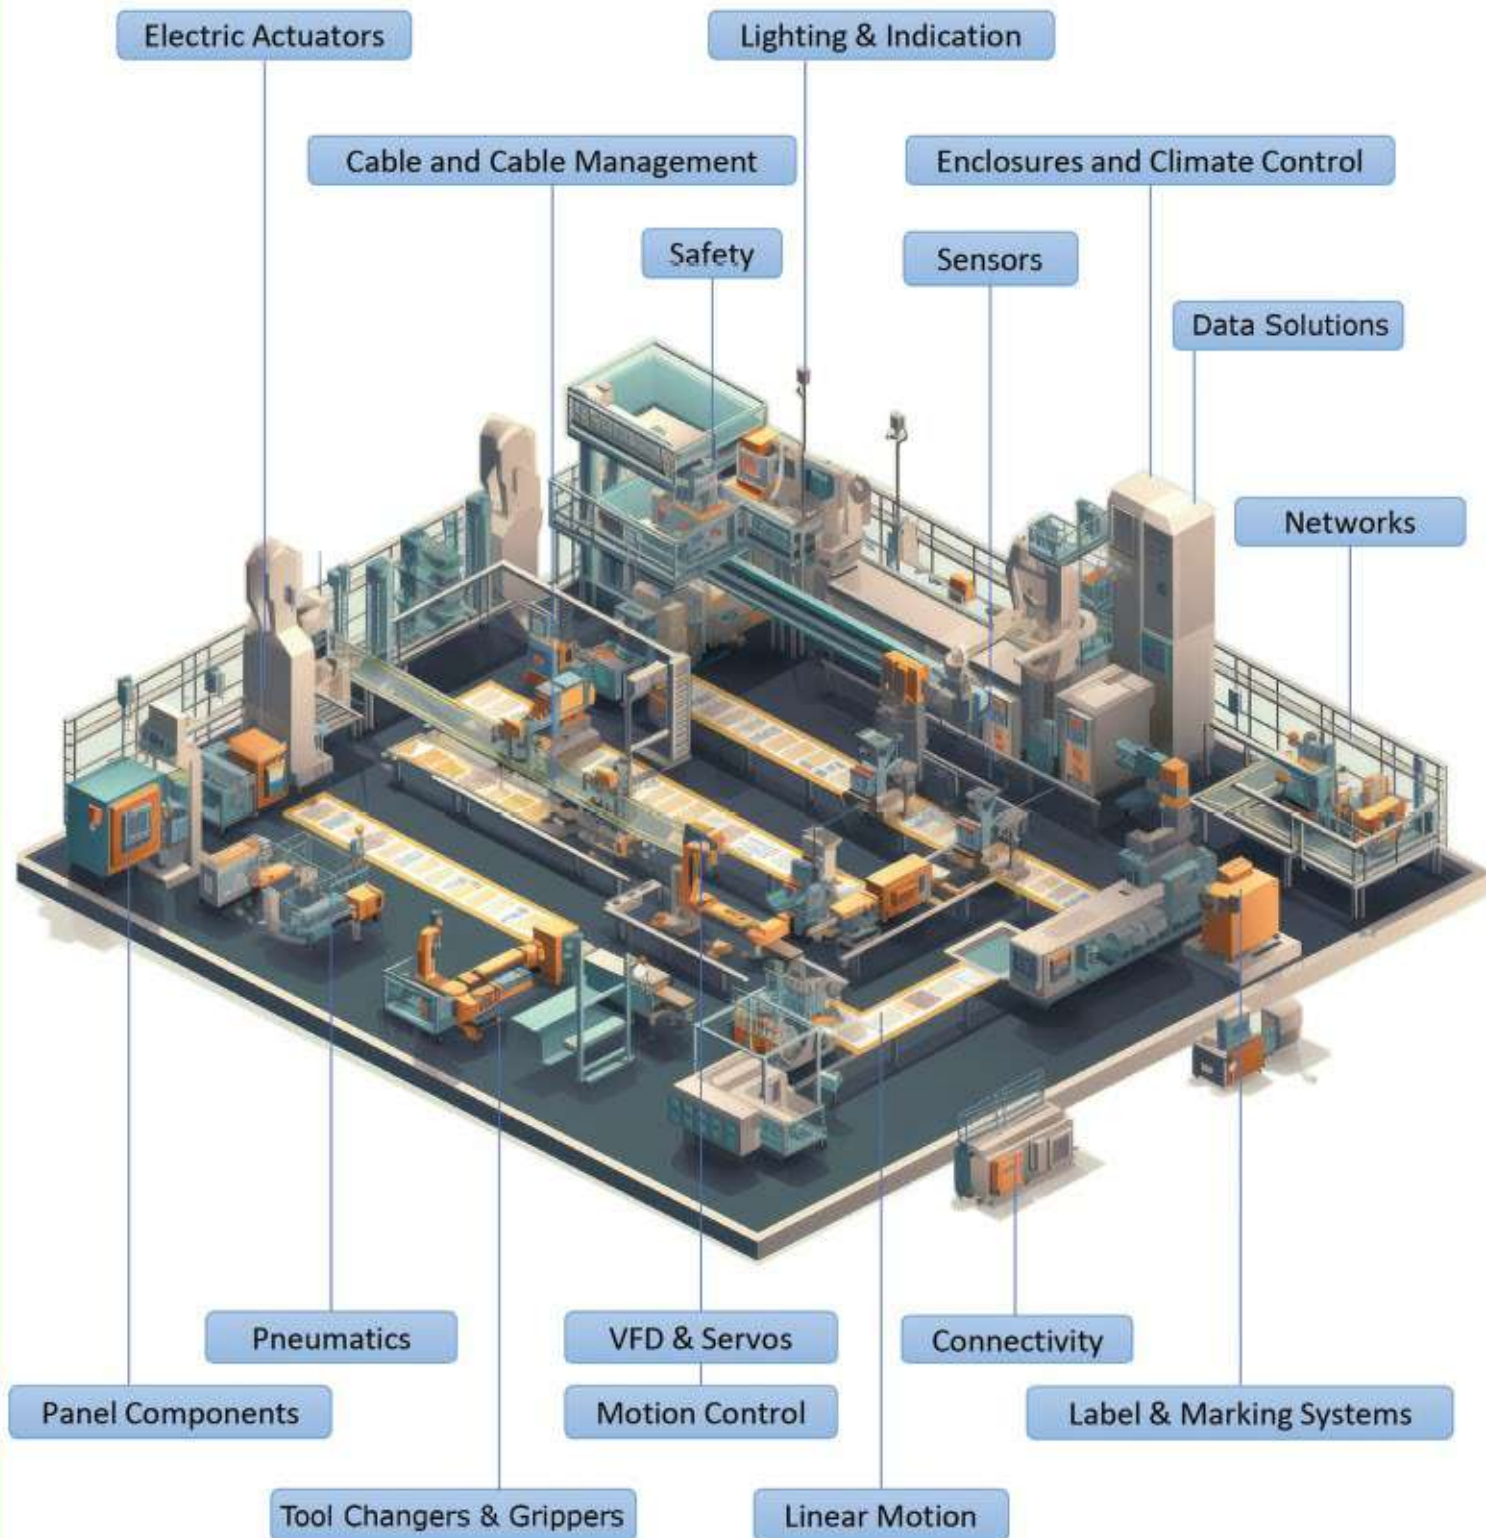 Electric Actuators
Lighting & Indication
Cable and Cable Management
Enclosures and Climate Control
Safety
Sensors
Data Solutions
Networks
Pneumatics
VFD & Servos
Connectivity
Panel Components
Motion Control
Label & Marking Systems
Tool Changers & Grippers
Linear Motion